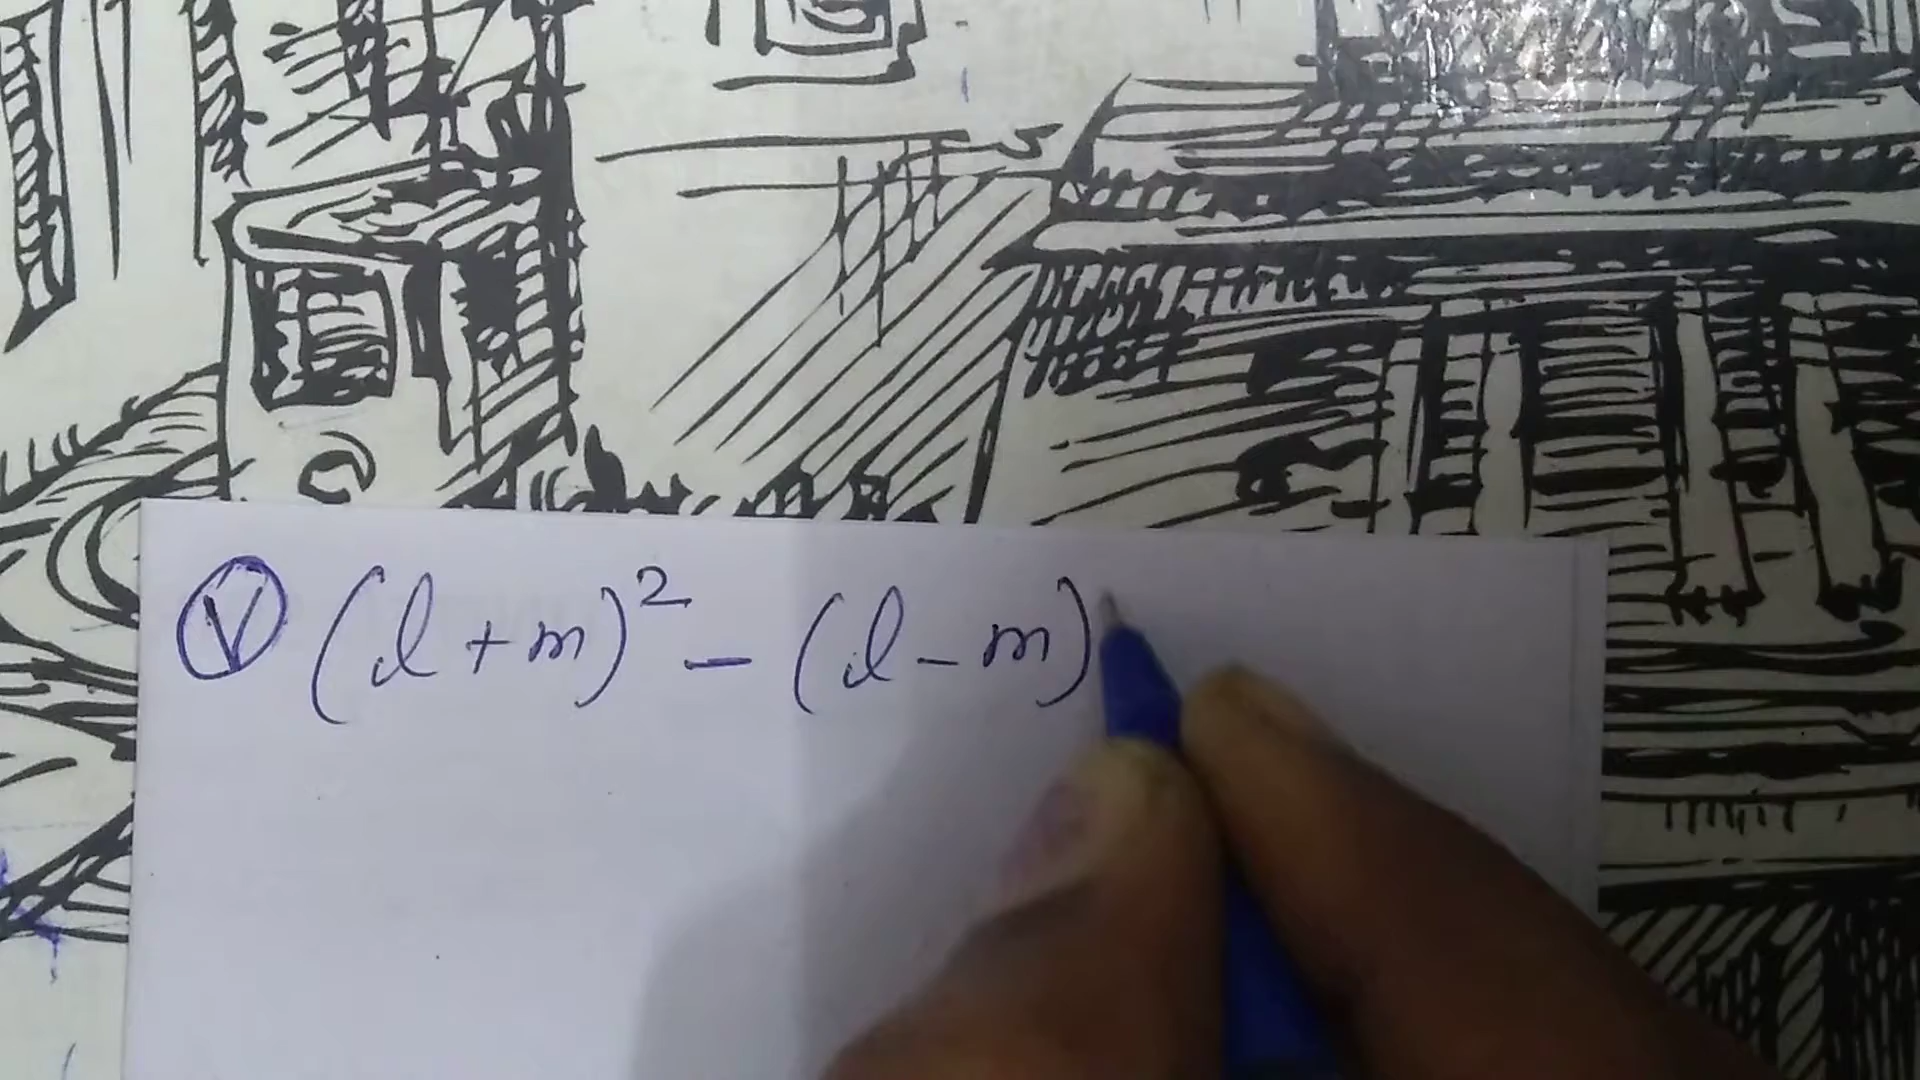 Ⓥ (l + m)² - (l - m)